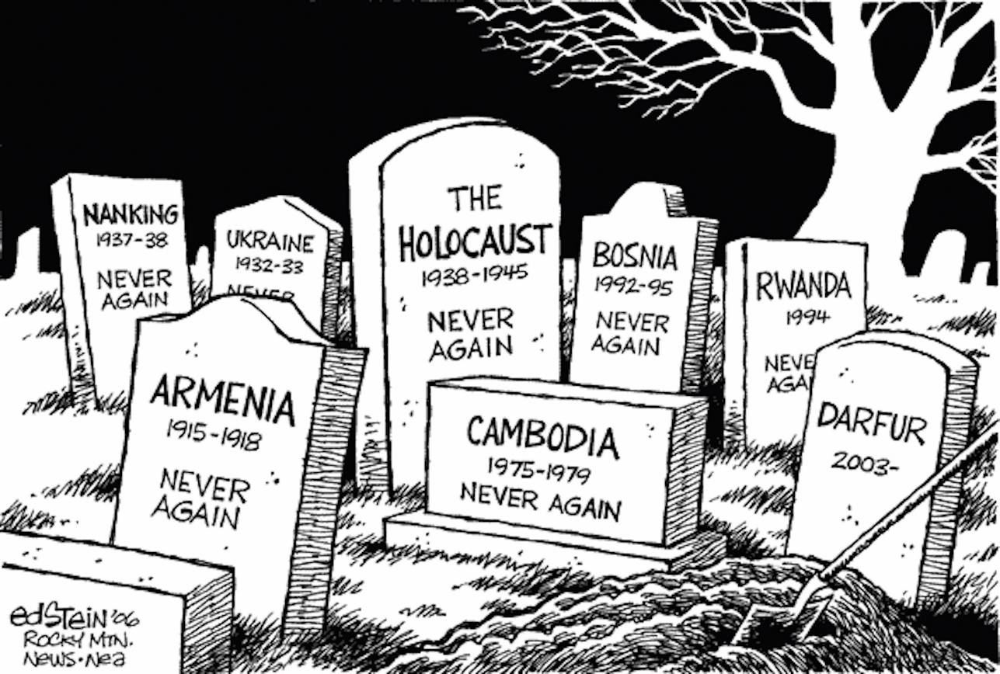 NANKING
1937-38
NEVER
AGAIN
UKRAINE
1932-33
NEVER
THE
HOLOCAUST
1938-1945
NEVER
AGAIN
BOSNIA
1992-95
NEVER
AGAIN
RWANDA
1994
NEVE
AGA
ARMENIA
1915-1918
NEVER
AGAIN
CAMBODIA
1975-1979
NEVER AGAIN
DARFUR
2003-
edSTein '06
ROCKY MTN.
NEWS•Nea